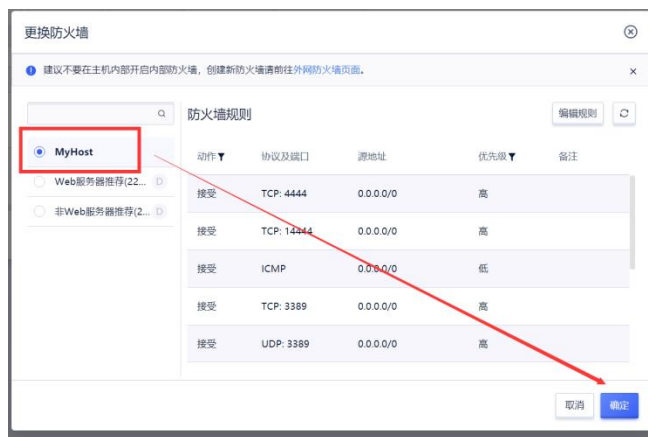 更换防火墙
建议不要在主机内部开启内部防火墙，创建新防火墙请前往外网防火墙页面。
防火墙规则
编辑规则
MyHost
Web服务器推荐(22... D
非Web服务器推荐(2... D
动作 协议及端口 源地址 优先级 备注
接受 TCP: 4444 0.0.0.0/0 高
接受 TCP: 14444 0.0.0.0/0 高
接受 ICMP 0.0.0.0/0 低
接受 TCP: 3389 0.0.0.0/0 高
接受 UDP: 3389 0.0.0.0/0 高
取消 确定